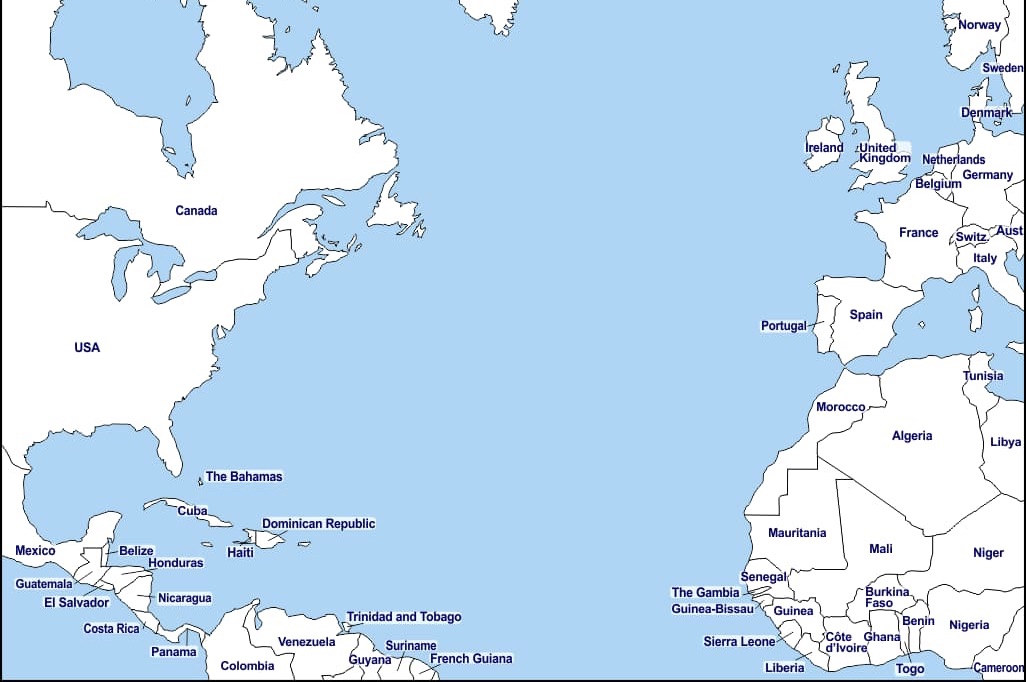 Norway
Sweden
Denmark
Ireland
United
Kingdom
Netherlands
Germany
Belgium
Canada
France
Switz.
Aust
Italy
Spain
Portugal
USA
Tunisia
Morocco
Algeria
Libya
The Bahamas
Cuba
Dominican Republic
Mauritania
Mexico
Belize
Haiti
Mali
Niger
Honduras
Guatemala
Senegal
El Salvador
Nicaragua
The Gambia
Burkina
Faso
Guinea-Bissau
Guinea
Trinidad and Tobago
Benin
Nigeria
Costa Rica
Venezuela
Suriname
Sierra Leone
Côte
d'Ivoire
Ghana
Panama
Colombia
Guyana
French Guiana
Liberia
Togo
Cameroon